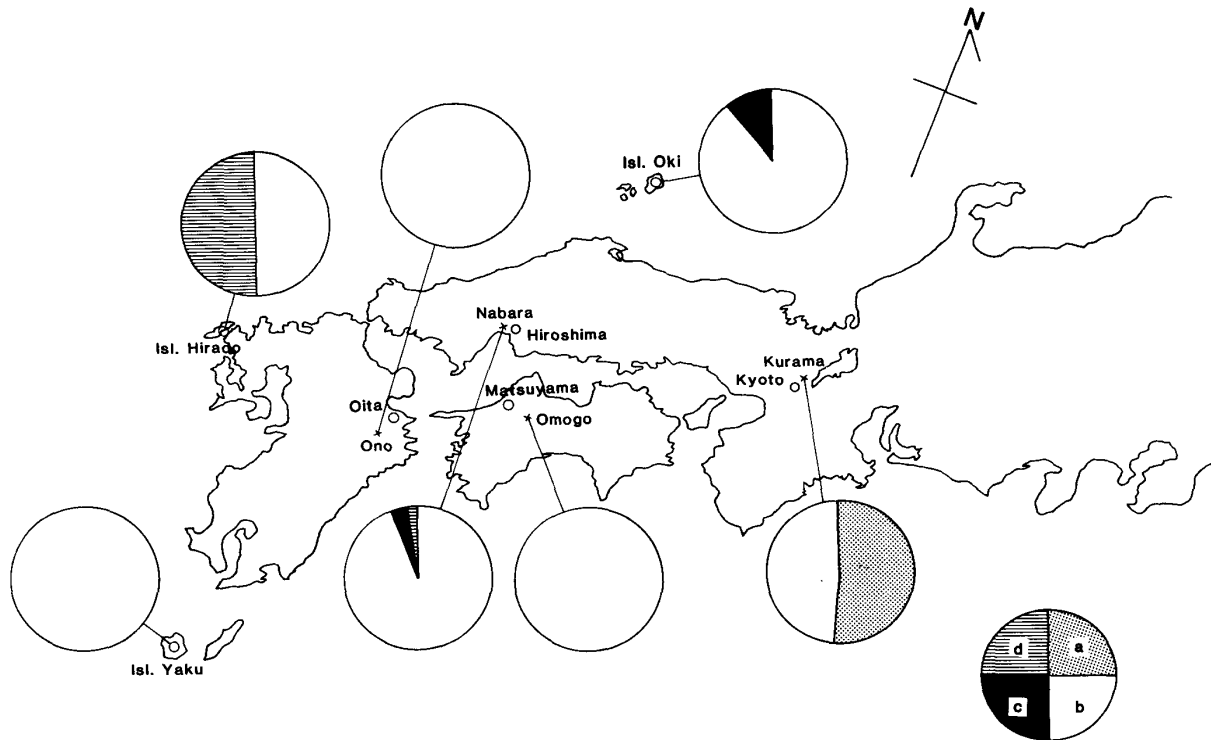 N
Isl. Oki
Nabara
Hiroshima
Isl. Hirado
Kurama
Kyoto
Matsuyama
Oita
Omogo
Ono
Isl. Yaku
d
a
c
b